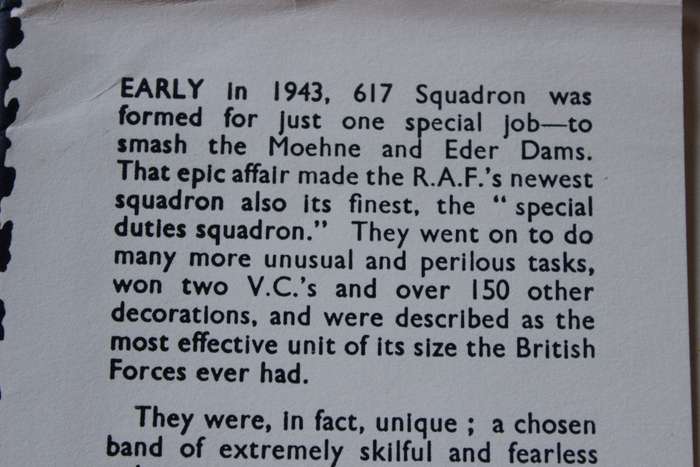 EARLY in 1943, 617 Squadron was
formed for just one special job—to
smash the Moehne and Eder Dams.
That epic affair made the R.A.F.'s newest
squadron also its finest, the “ special
duties squadron.” They went on to do
many more unusual and perilous tasks,
won two V.C.'s and over 150 other
decorations, and were described as the
most effective unit of its size the British
Forces ever had.
They were, in fact, unique ; a chosen
band of extremely skilful and fearless